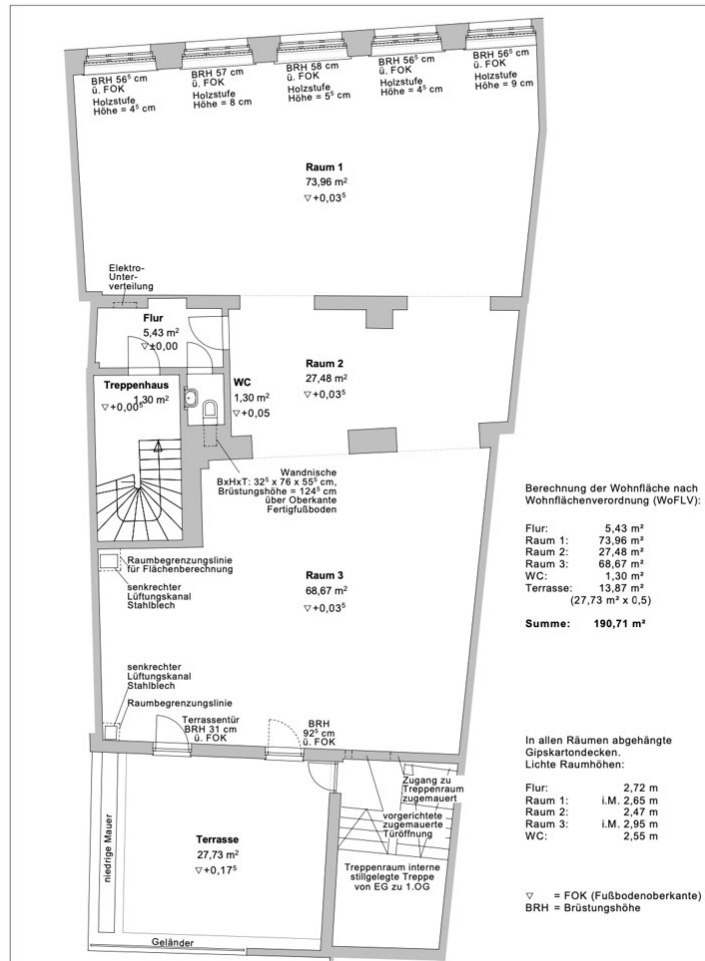 BRH 56⁵ cm
ü. FOK
Holzstufe
Höhe = 4⁵ cm
BRH 57 cm
ü. FOK
Holzstufe
Höhe = 8 cm
BRH 58 cm
ü. FOK
Holzstufe
Höhe = 5⁵ cm
BRH 56⁵ cm
ü. FOK
Holzstufe
Höhe = 4⁵ cm
BRH 56⁵ cm
ü. FOK
Holzstufe
Höhe = 9 cm
Raum 1
73,96 m²
▽+0,03⁵
Elektro-
Unter-
verteilung
Flur
5,43 m²
▽±0,00
Raum 2
27,48 m²
▽+0,03⁵
Treppenhaus
1,30 m²
▽+0,00⁵
WC
1,30 m²
▽+0,05
Wandnische
BxHxT: 32⁵ x 76 x 55⁵ cm,
Brüstungshöhe = 124⁵ cm
über Oberkante
Fertigfußboden
Raumbegrenzungslinie
für Flächenberechnung
senkrechter
Lüftungskanal
Stahlblech
Raum 3
68,67 m²
▽+0,03⁵
senkrechter
Lüftungskanal
Stahlblech
Raumbegrenzungslinie
Terrassentür
BRH 31 cm
ü. FOK
BRH
92⁵ cm
ü. FOK
Zugang zu
Treppenraum
zugemauert
vorgerichtete
zugemauerte
Türöffnung
Treppenraum interne
stillgelegte Treppe
von EG zu 1.OG
niedrige Mauer
Terrasse
27,73 m²
▽+0,17⁵
Geländer
Berechnung der Wohnfläche nach
Wohnflächenverordnung (WoFLV):
Flur: 5,43 m²
Raum 1: 73,96 m²
Raum 2: 27,48 m²
Raum 3: 68,67 m²
WC: 1,30 m²
Terrasse: 13,87 m²
(27,73 m² x 0,5)
Summe: 190,71 m²
In allen Räumen abgehängte
Gipskartondecken.
Lichte Raumhöhen:
Flur: 2,72 m
Raum 1: i.M. 2,65 m
Raum 2: 2,47 m
Raum 3: i.M. 2,95 m
WC: 2,55 m
▽ = FOK (Fußbodenoberkante)
BRH = Brüstungshöhe